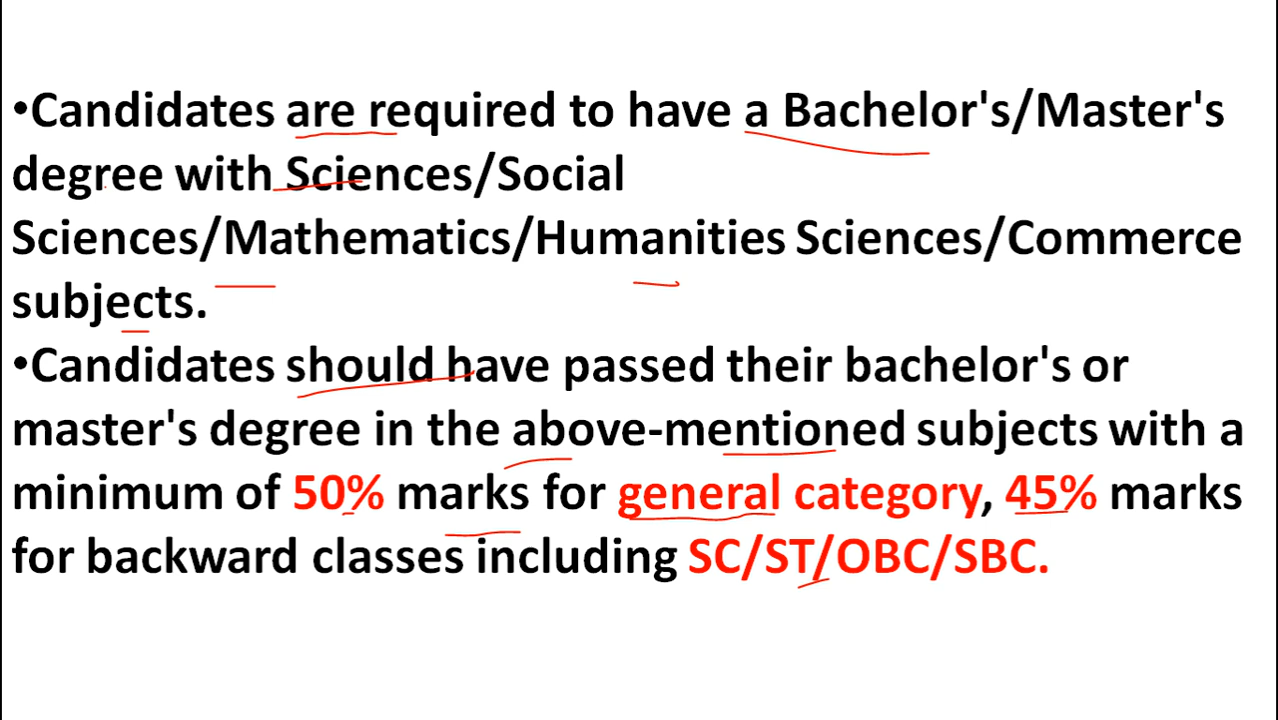 •Candidates are required to have a Bachelor's/Master's
degree with Sciences/Social
Sciences/Mathematics/Humanities Sciences/Commerce
subjects.
•Candidates should have passed their bachelor's or
master's degree in the above-mentioned subjects with a
minimum of 50% marks for general category, 45% marks
for backward classes including SC/ST/OBC/SBC.